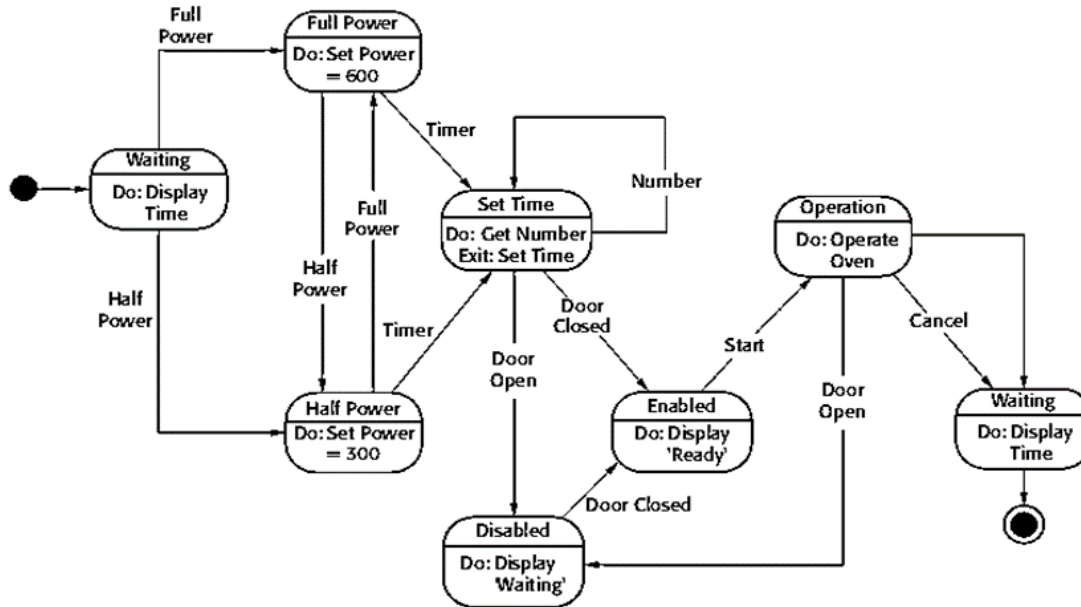 Full
Power
Full Power
Do: Set Power
= 600
Timer
Waiting
Do: Display
Time
Full
Power
Half
Power
Number
Set Time
Do: Get Number
Exit: Set Time
Operation
Do: Operate
Oven
Half
Power
Timer
Door
Closed
Door
Open
Start
Cancel
Door
Open
Half Power
Do: Set Power
= 300
Enabled
Do: Display
'Ready'
Waiting
Do: Display
Time
Door Closed
Disabled
Do: Display
'Waiting'